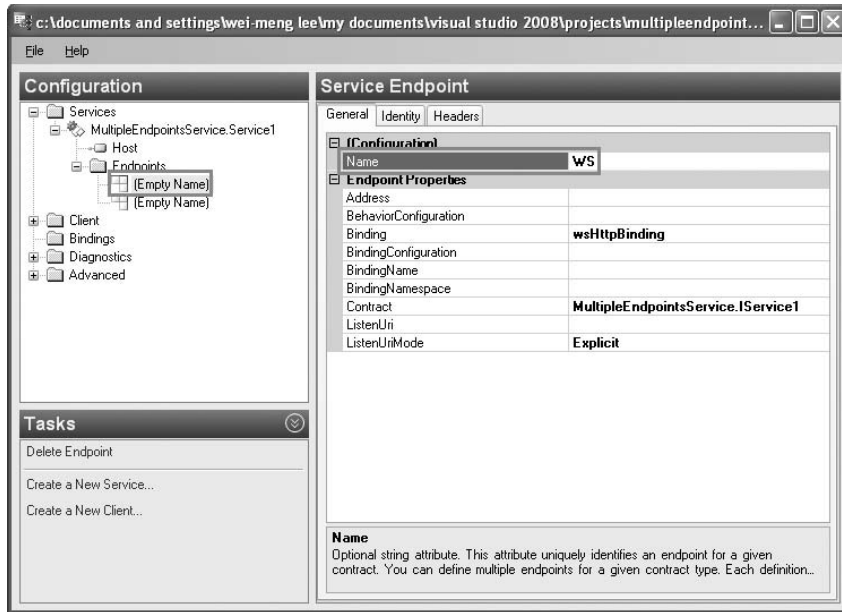 c:\documents and settings\wei-meng lee\my documents\visual studio 2008\projects\multipleendpoint...
File Help
Configuration
Services
MultipleEndpointsService.Service1
Host
Endpoints
(Empty Name)
(Empty Name)
Client
Bindings
Diagnostics
Advanced
Tasks
Delete Endpoint
Create a New Service...
Create a New Client...
Service Endpoint
General Identity Headers
(Configuration)
Name WS
Endpoint Properties
Address
BehaviorConfiguration
Binding wsHttpBinding
BindingConfiguration
BindingName
BindingNamespace
Contract MultipleEndpointsService.IService1
ListenUri
ListenUriMode Explicit
Name
Optional string attribute. This attribute uniquely identifies an endpoint for a given
contract. You can define multiple endpoints for a given contract type. Each definition...